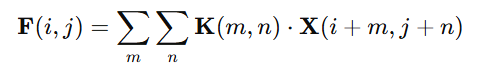 F(i, j) = ∑_m ∑_n K(m, n) · X(i + m, j + n)